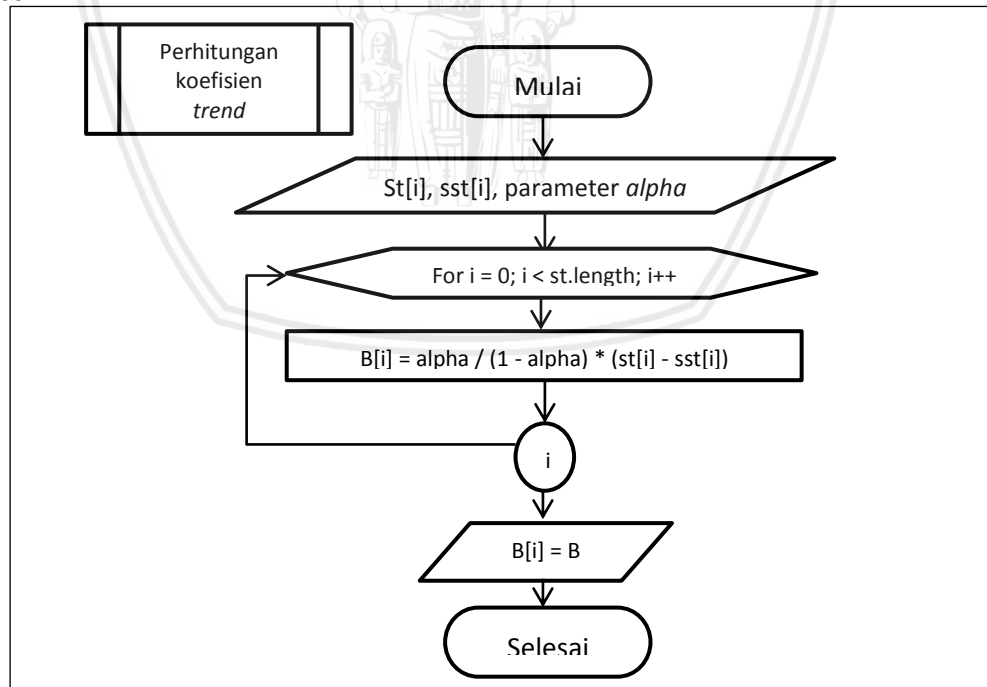 Perhitungan
koefisien
trend
Mulai
St[i], sst[i], parameter alpha
For i = 0; i < st.length; i++
B[i] = alpha / (1 - alpha) * (st[i] - sst[i])
i
B[i] = B
Selesai